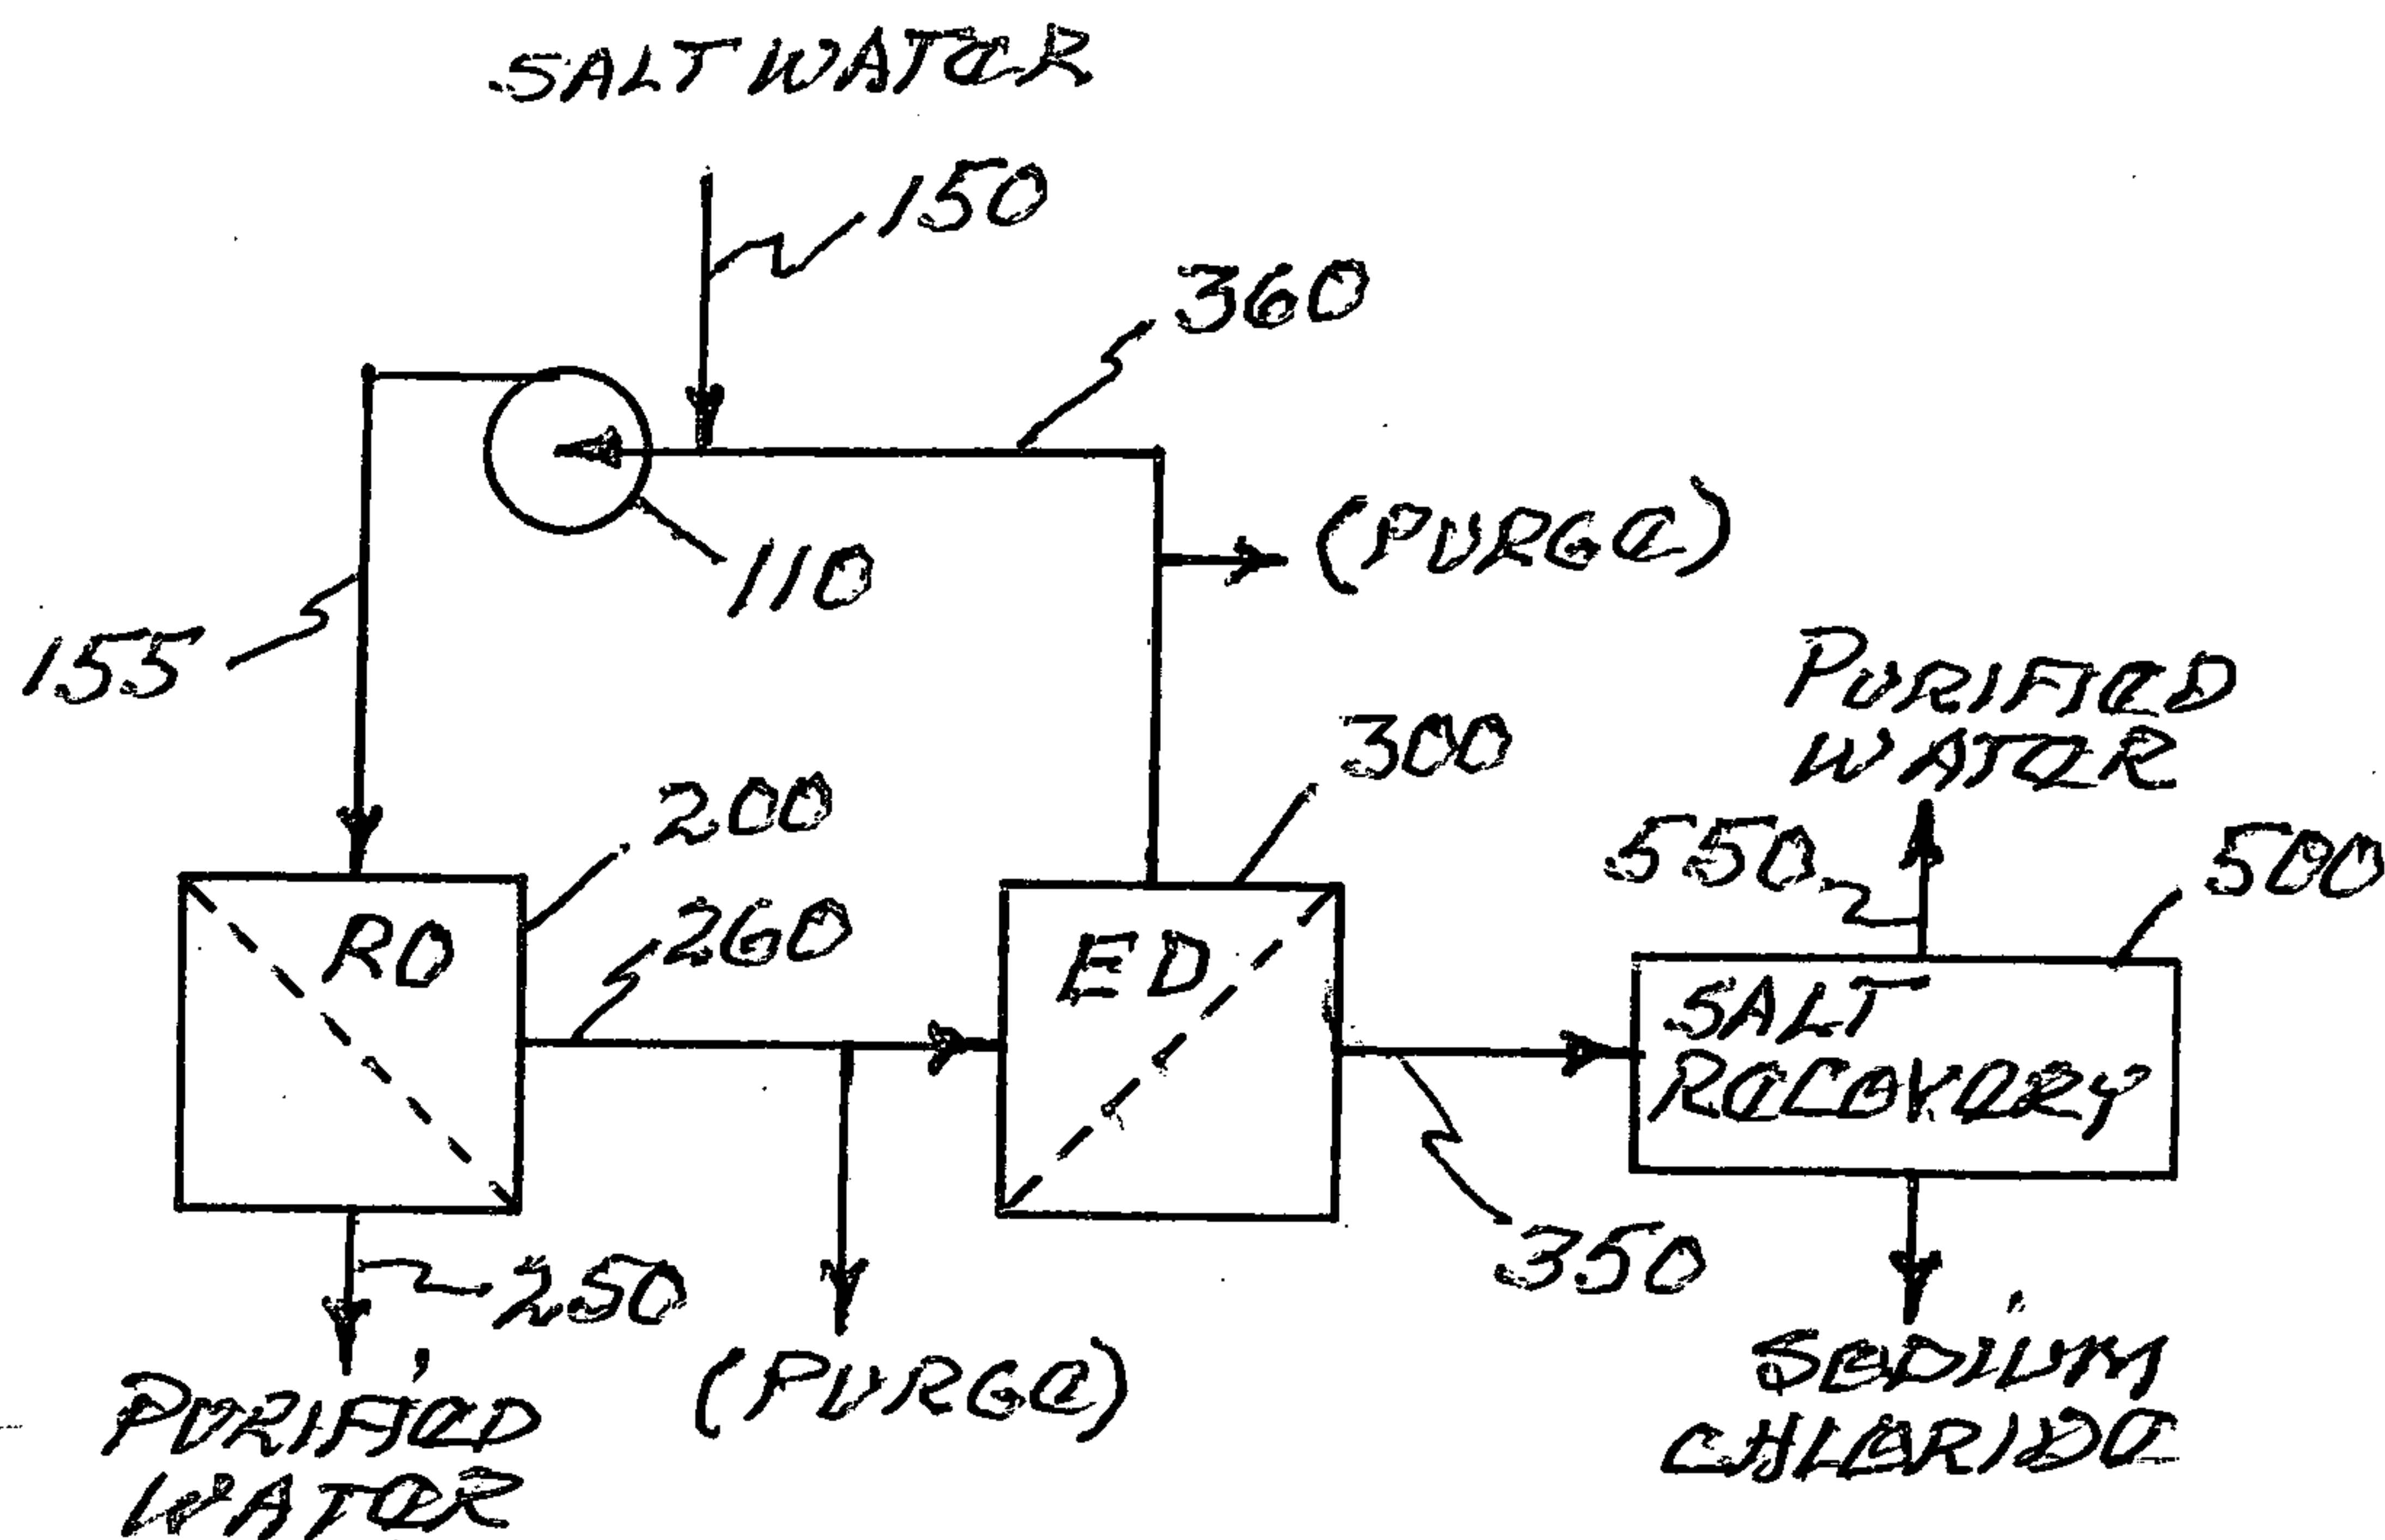 SALT WATER
150
360
110
(PURGE)
155
PURIFIED
WATER
300
200
550
500
260
RO
ED
SALT
RECOVERY
350
250
SODIUM
CHLORIDE
(PURGE)
PURIFIED
WATER